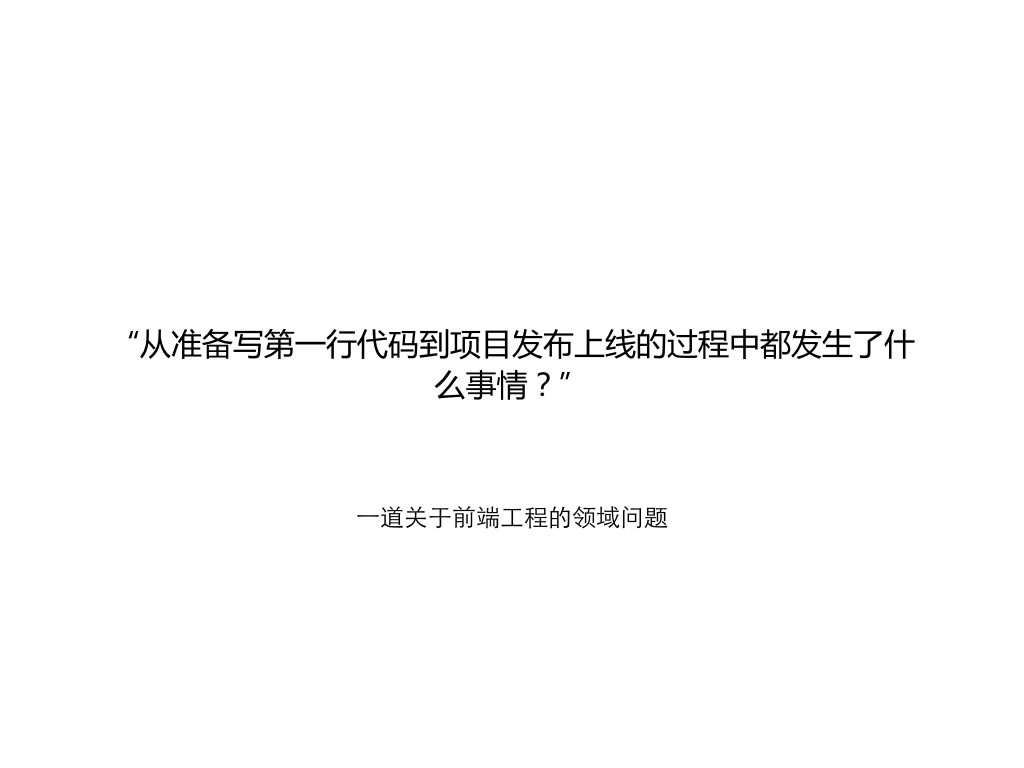 “从准备写第一行代码到项目发布上线的过程中都发生了什
么事情？”
一道关于前端工程的领域问题